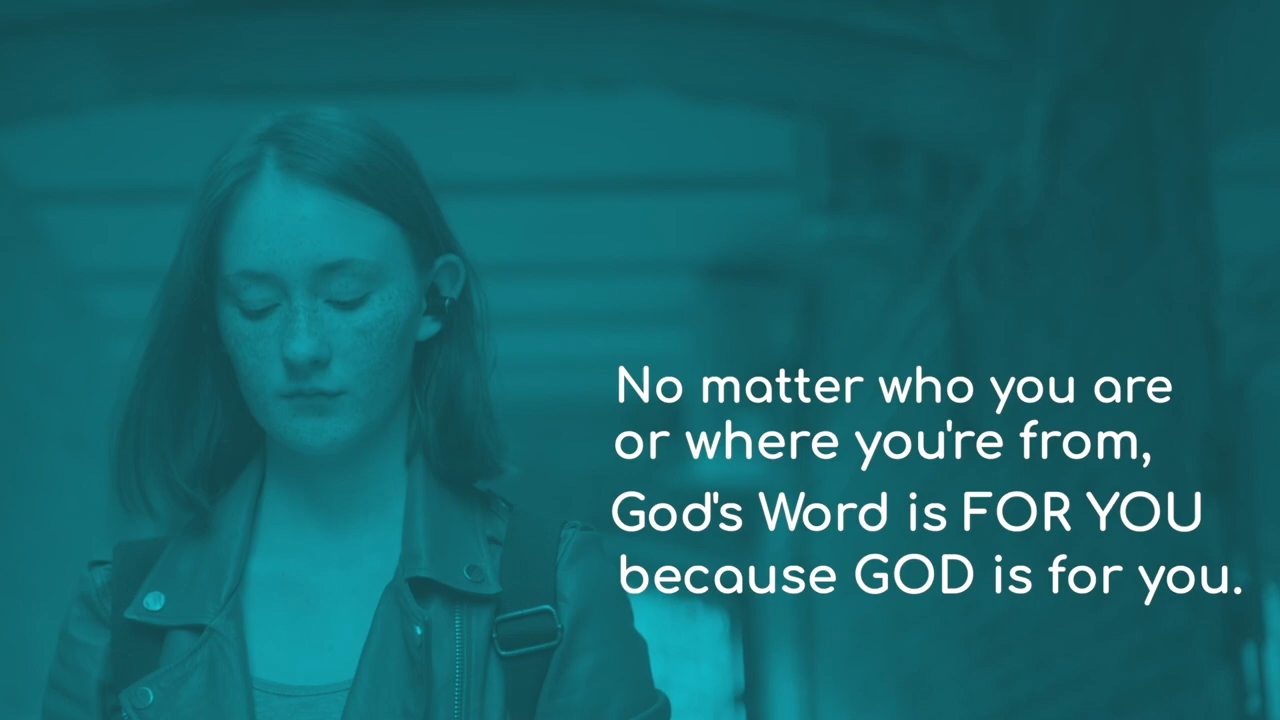 No matter who you are
or where you're from,
God's Word is FOR YOU
because GOD is for you.